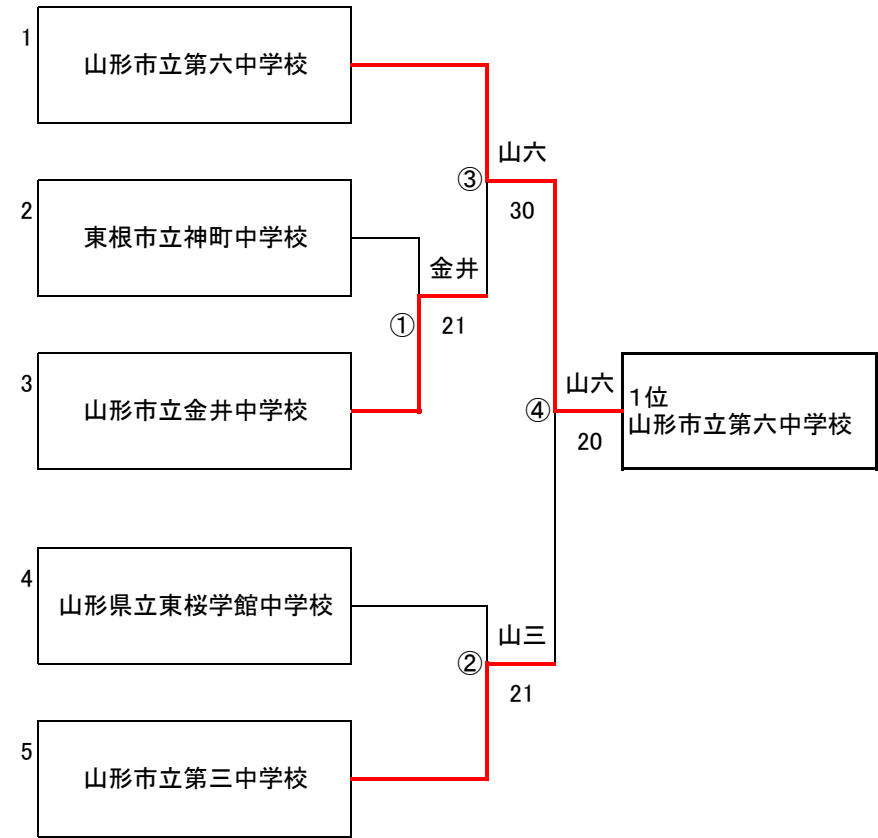 1
山形市立第六中学校
山六
③
30
2
東根市立神町中学校
金井
①
21
3
山形市立金井中学校
山六
④
20
1位
山形市立第六中学校
4
山形県立東桜学館中学校
山三
②
21
5
山形市立第三中学校